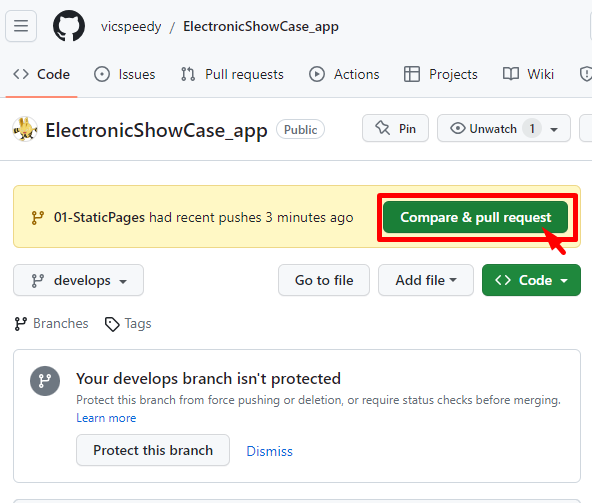 vicspeedy / ElectronicShowCase_app
<> Code Issues Pull requests Actions Projects Wiki
ElectronicShowCase_app Public Pin Unwatch 1
01-StaticPages had recent pushes 3 minutes ago Compare & pull request
develops Go to file Add file <> Code
Branches Tags
Your develops branch isn't protected
Protect this branch from force pushing or deletion, or require status checks before merging.
Learn more
Protect this branch Dismiss